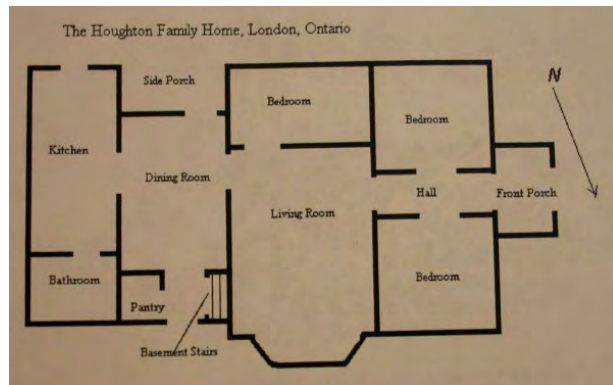 The Houghton Family Home, London, Ontario
N
Side Porch
Bedroom
Bedroom
Kitchen
Dining Room
Living Room
Hall
Front Porch
Bathroom
Pantry
Bedroom
Basement Stairs